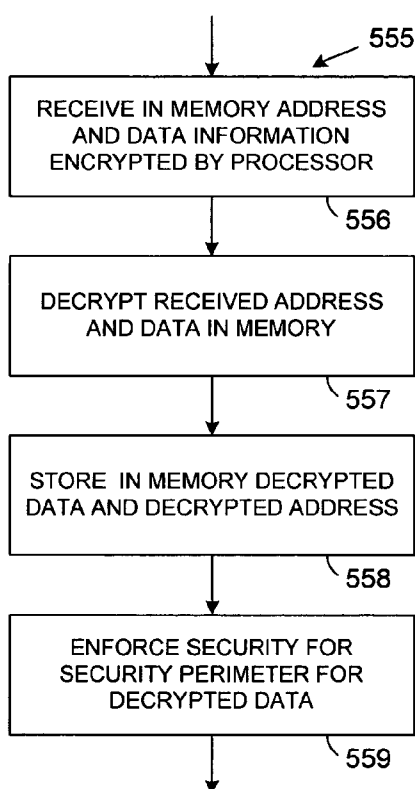 555
RECEIVE IN MEMORY ADDRESS
AND DATA INFORMATION
ENCRYPTED BY PROCESSOR
556
DECRYPT RECEIVED ADDRESS
AND DATA IN MEMORY
557
STORE IN MEMORY DECRYPTED
DATA AND DECRYPTED ADDRESS
558
ENFORCE SECURITY FOR
SECURITY PERIMETER FOR
DECRYPTED DATA
559